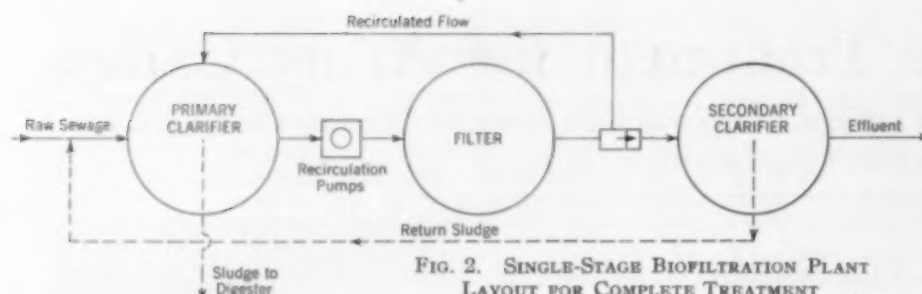 Recirculated Flow
Raw Sewage
PRIMARY
CLARIFIER
Recirculation
Pumps
FILTER
SECONDARY
CLARIFIER
Effluent
Return Sludge
Sludge to
Digester
FIG. 2. SINGLE-STAGE BIOFILTRATION PLANT
LAYOUT FOR COMPLETE TREATMENT